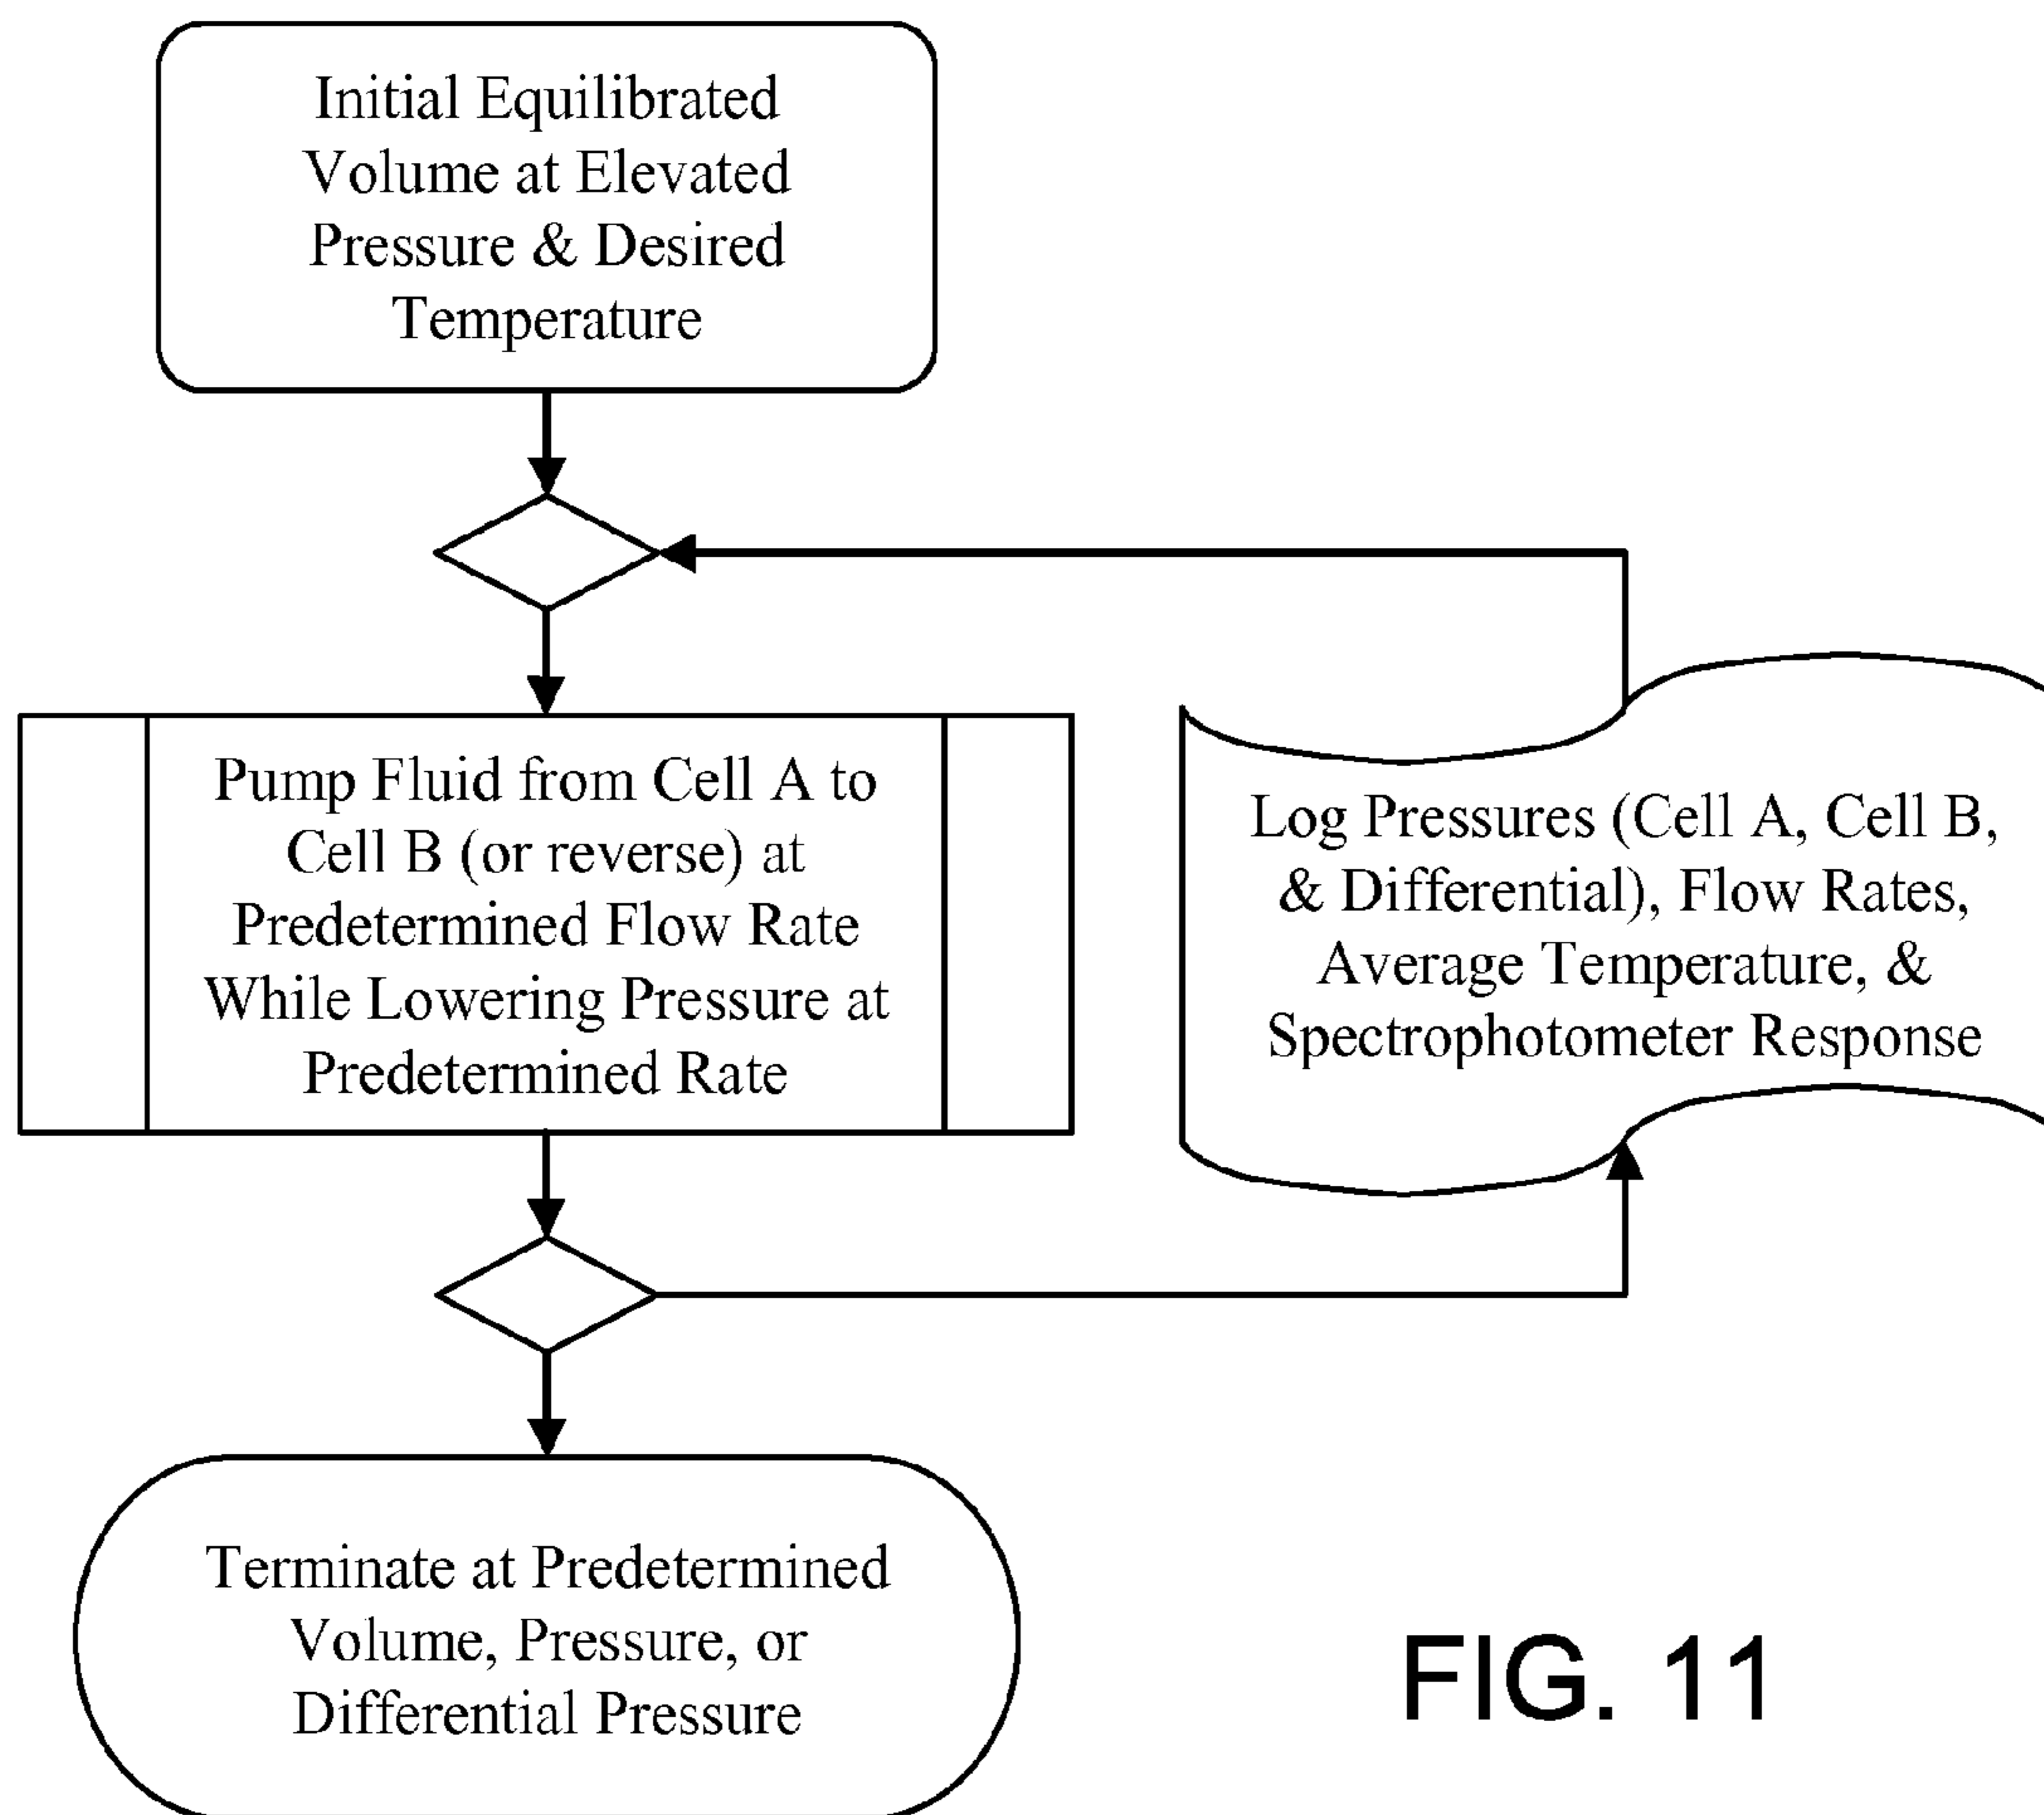 Initial Equilibrated
Volume at Elevated
Pressure & Desired
Temperature
Pump Fluid from Cell A to
Cell B (or reverse) at
Predetermined Flow Rate
While Lowering Pressure at
Predetermined Rate
Log Pressures (Cell A, Cell B,
& Differential), Flow Rates,
Average Temperature, &
Spectrophotometer Response
Terminate at Predetermined
Volume, Pressure, or
Differential Pressure
FIG. 11